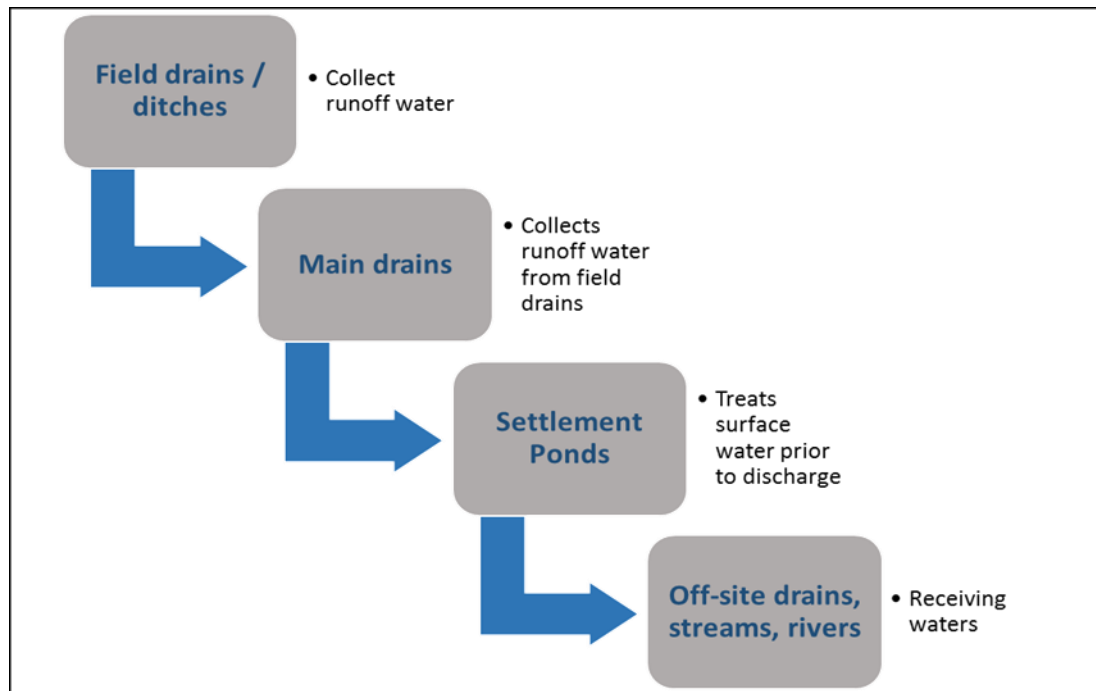 Field drains /
ditches
• Collect
runoff water
Main drains
• Collects
runoff water
from field
drains
Settlement
Ponds
• Treats
surface
water prior
to discharge
Off-site drains,
streams, rivers
• Receiving
waters